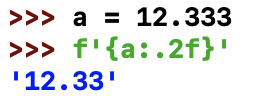 >>> a = 12.333
>>> f'{a:.2f}'
'12.33'